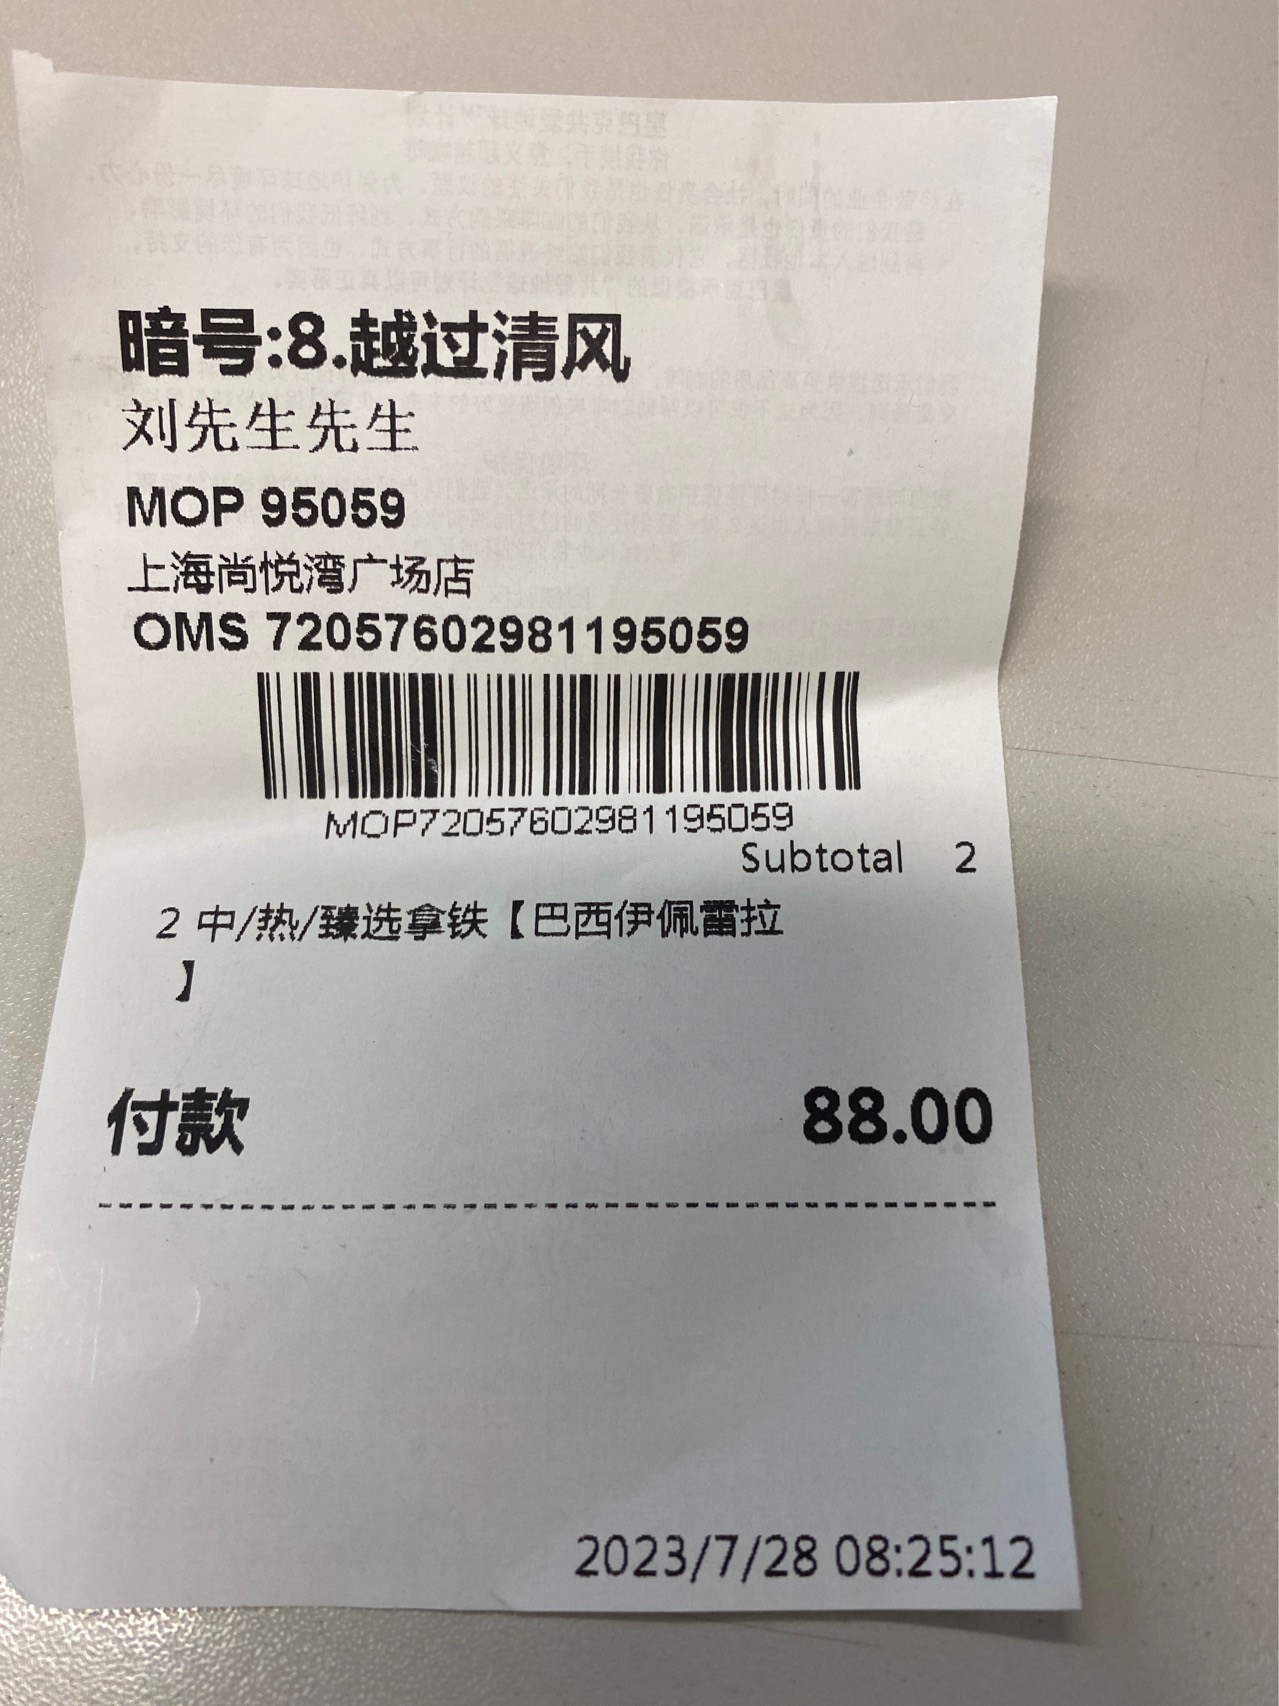 暗号:8.越过清风
刘先生先生
MOP 95059
上海尚悦湾广场店
OMS 72057602981195059
MOP72057602981195059
Subtotal 2
2 中/热/臻选拿铁【巴西伊佩雷拉
】
付款 88.00
2023/7/28 08:25:12